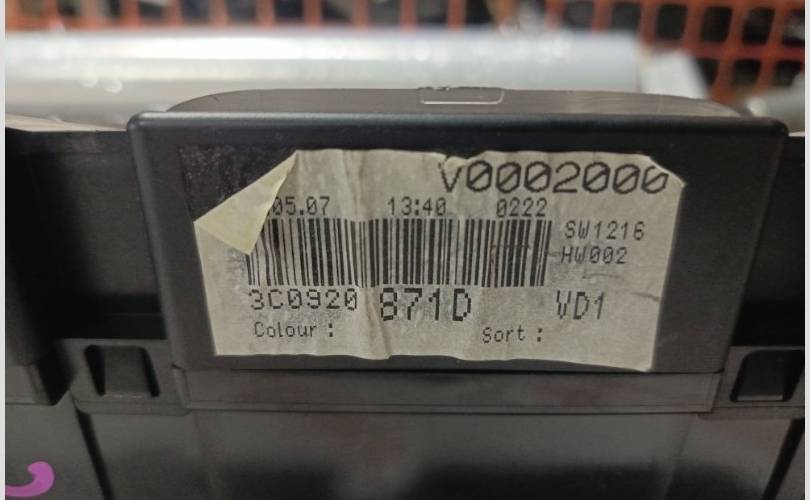 V0002000
05.07 13:40 0222
SW1216
HW002
3C0920 871D VD1
Colour : Sort :